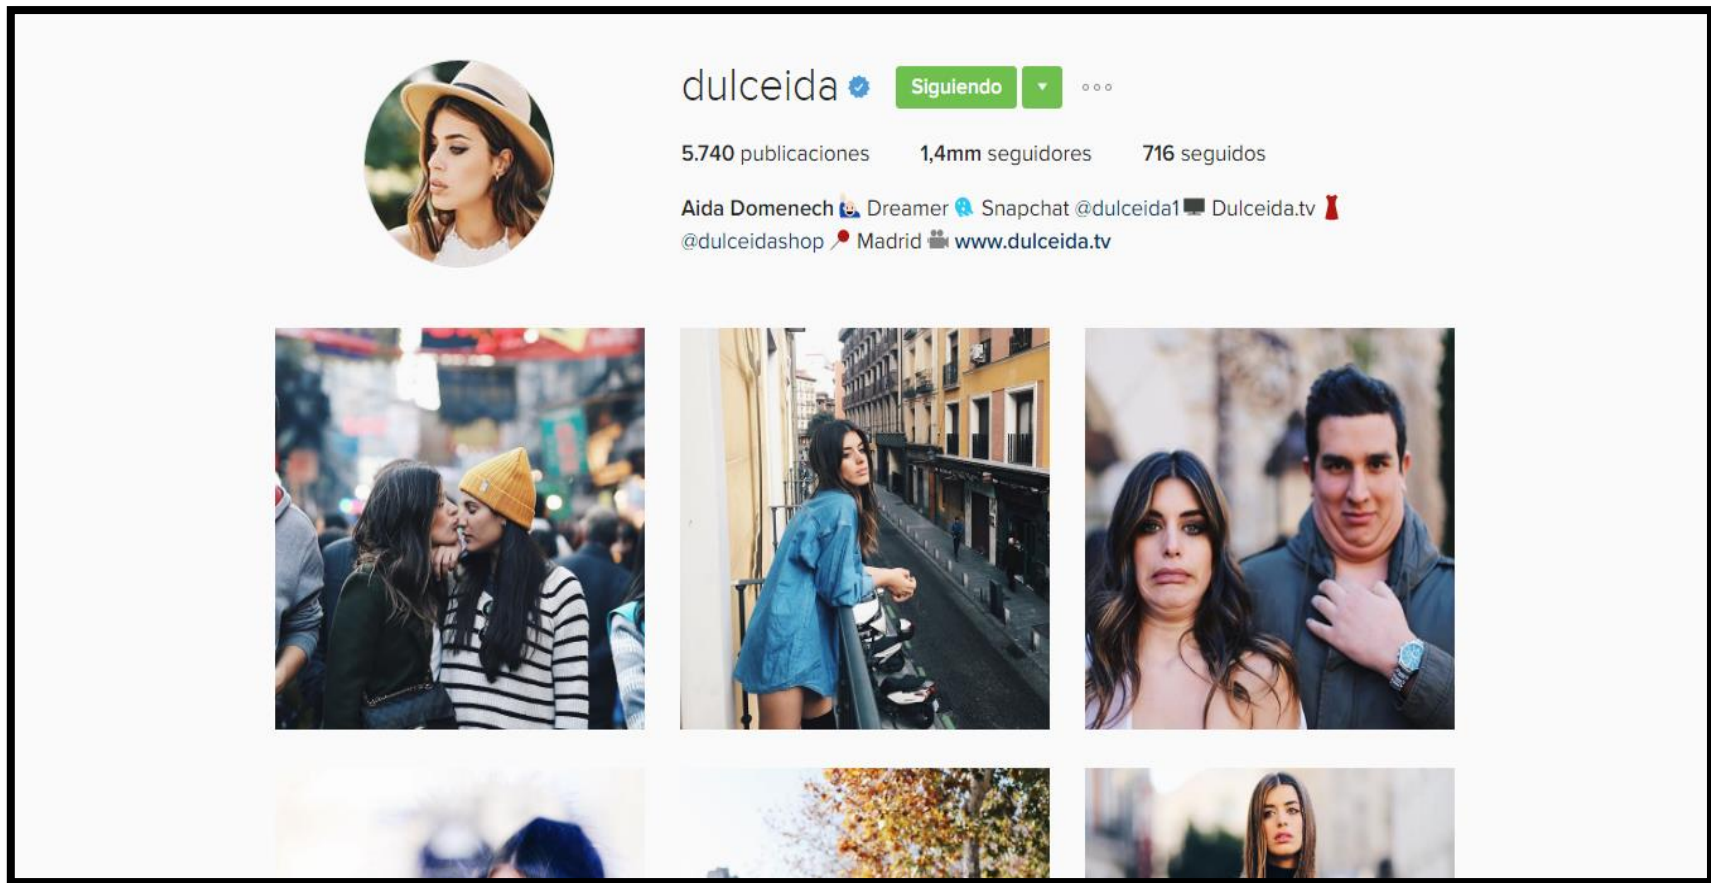 dulceida Siguiendo
5.740 publicaciones 1,4mm seguidores 716 seguidos
Aida Domenech Dreamer Snapchat @dulceida1 Dulceida.tv
@dulceidashop Madrid www.dulceida.tv